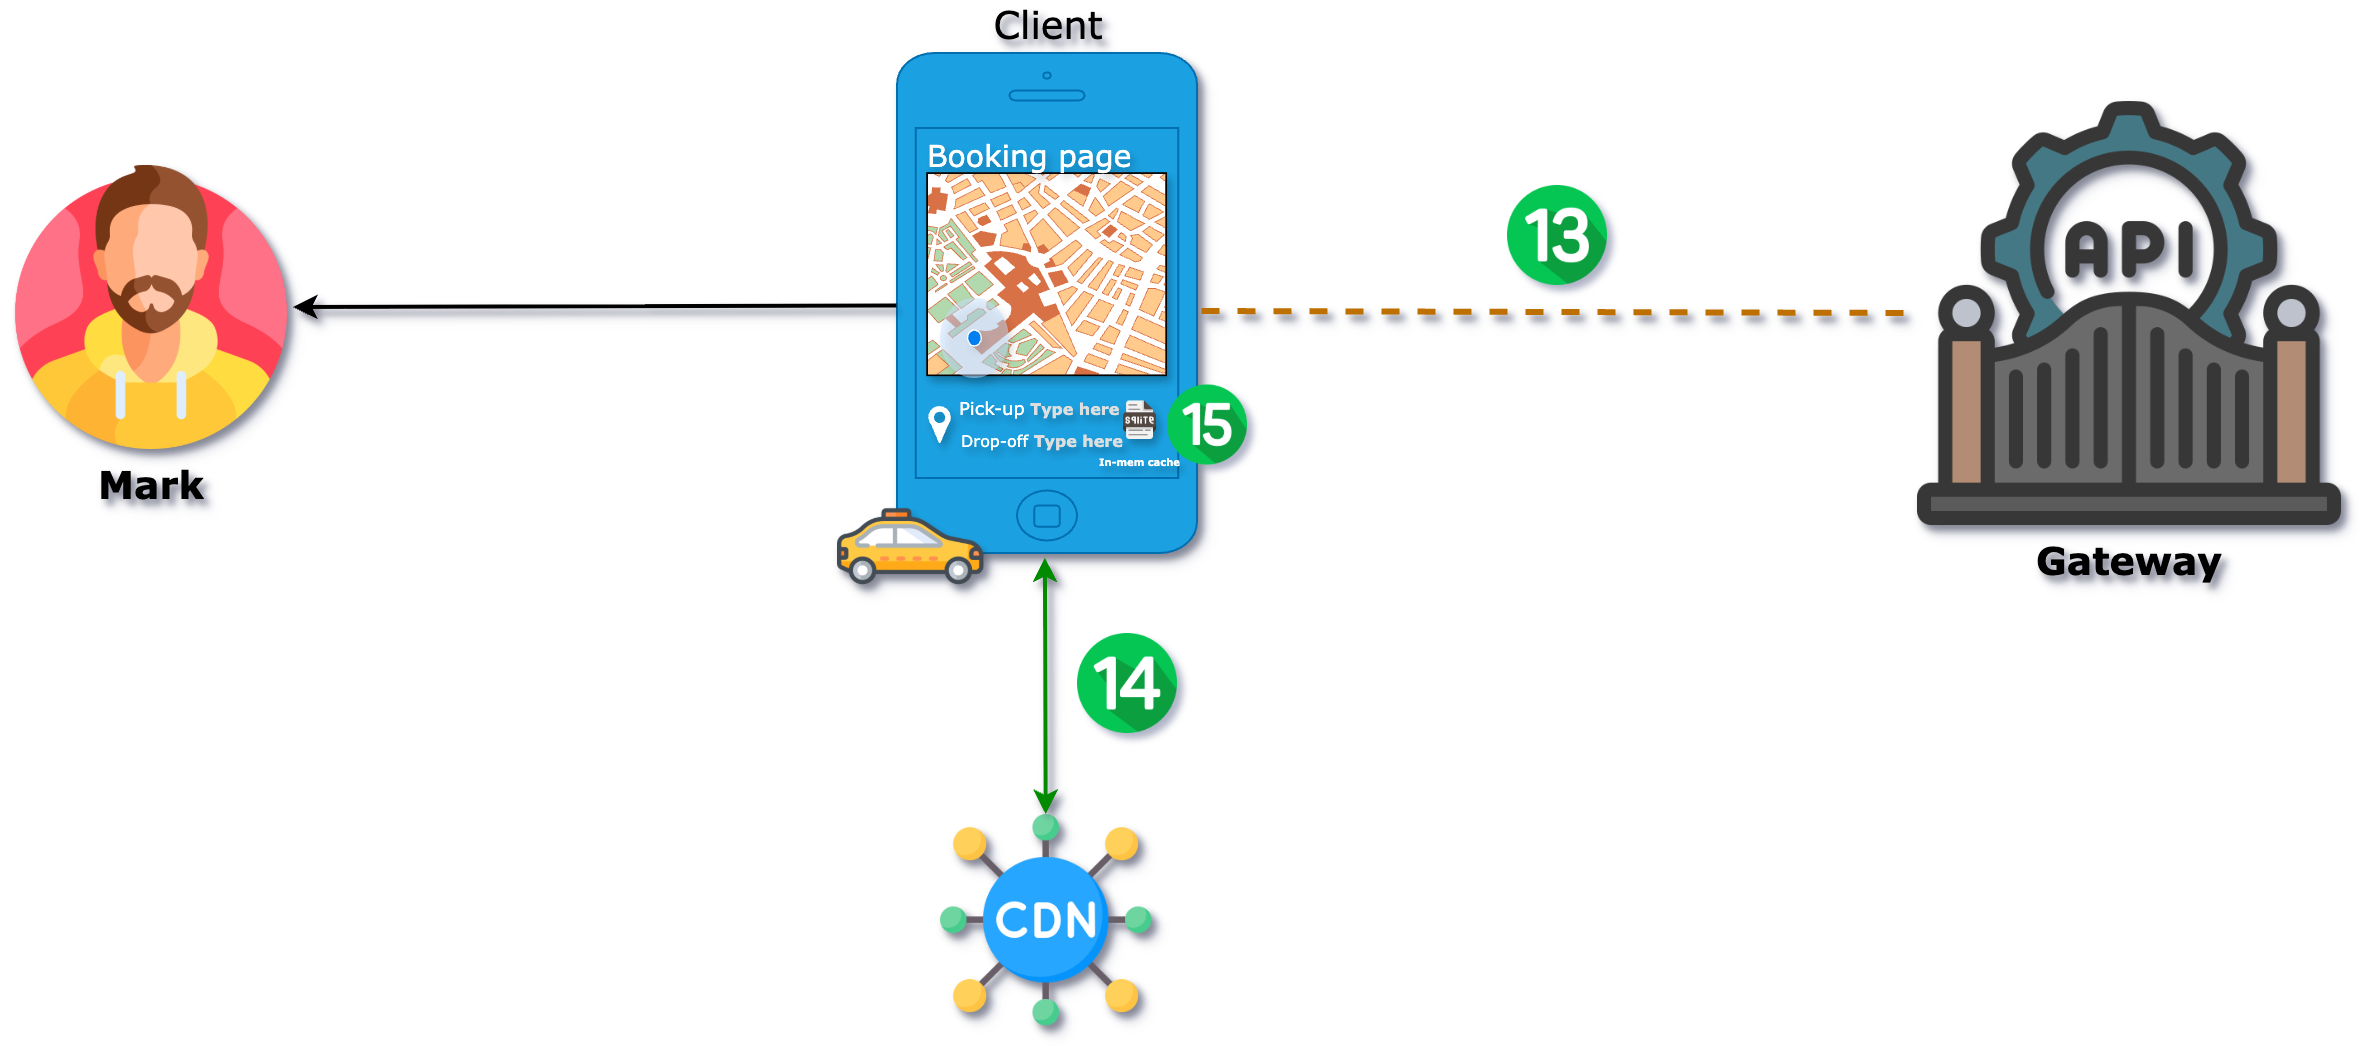 Client
Booking page
13
API
Pick-up Type here
15
Drop-off Type here
In-mem cache
Mark
Gateway
14
CDN